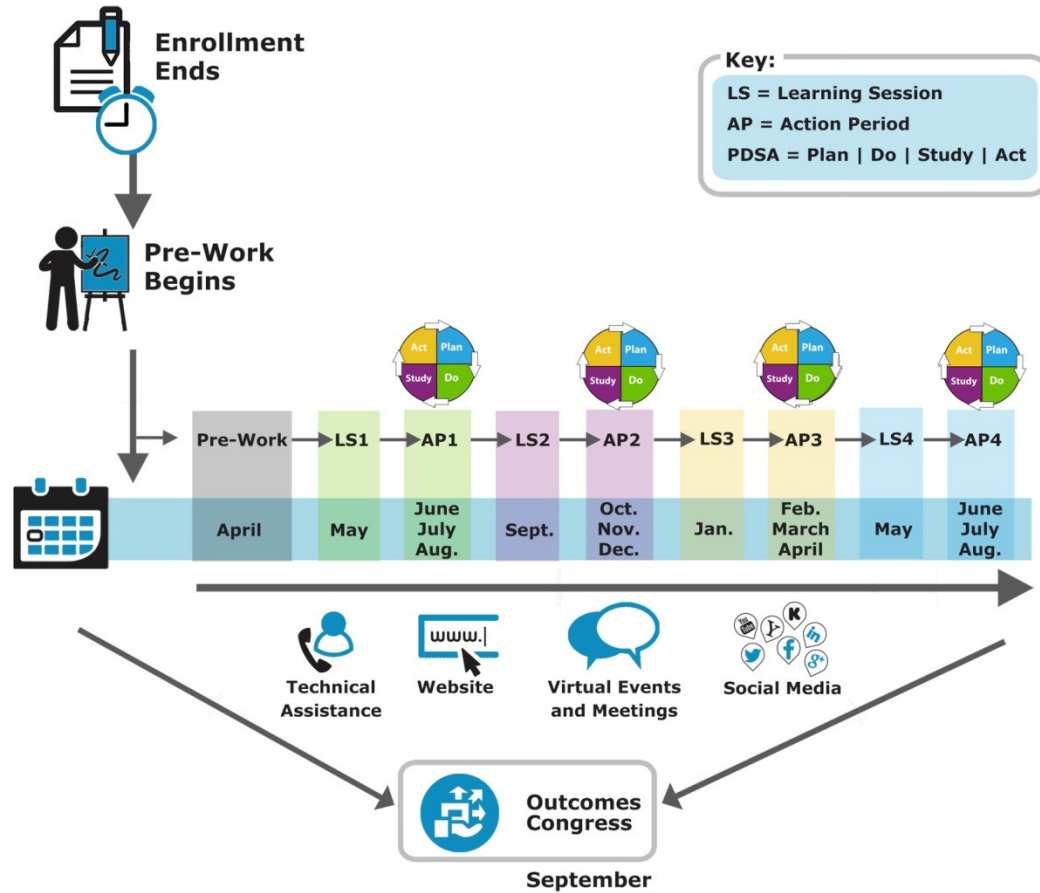 Enrollment
Ends
Key:
LS = Learning Session
AP = Action Period
PDSA = Plan | Do | Study | Act
Pre-Work
Begins
Act Plan
Study Do
Act Plan
Study Do
Act Plan
Study Do
Act Plan
Study Do
Pre-Work LS1 AP1 LS2 AP2 LS3 AP3 LS4 AP4
April
May
June
July
Aug.
Sept.
Oct.
Nov.
Dec.
Jan.
Feb.
March
April
May
June
July
Aug.
www.
You
Tube
K
Y
in
f
g+
Technical
Assistance
Website
Virtual Events
and Meetings
Social Media
Outcomes
Congress
September